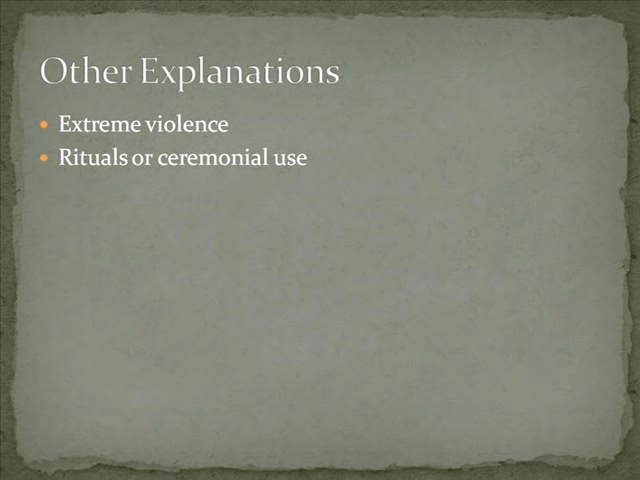 Other Explanations
Extreme violence
Rituals or ceremonial use